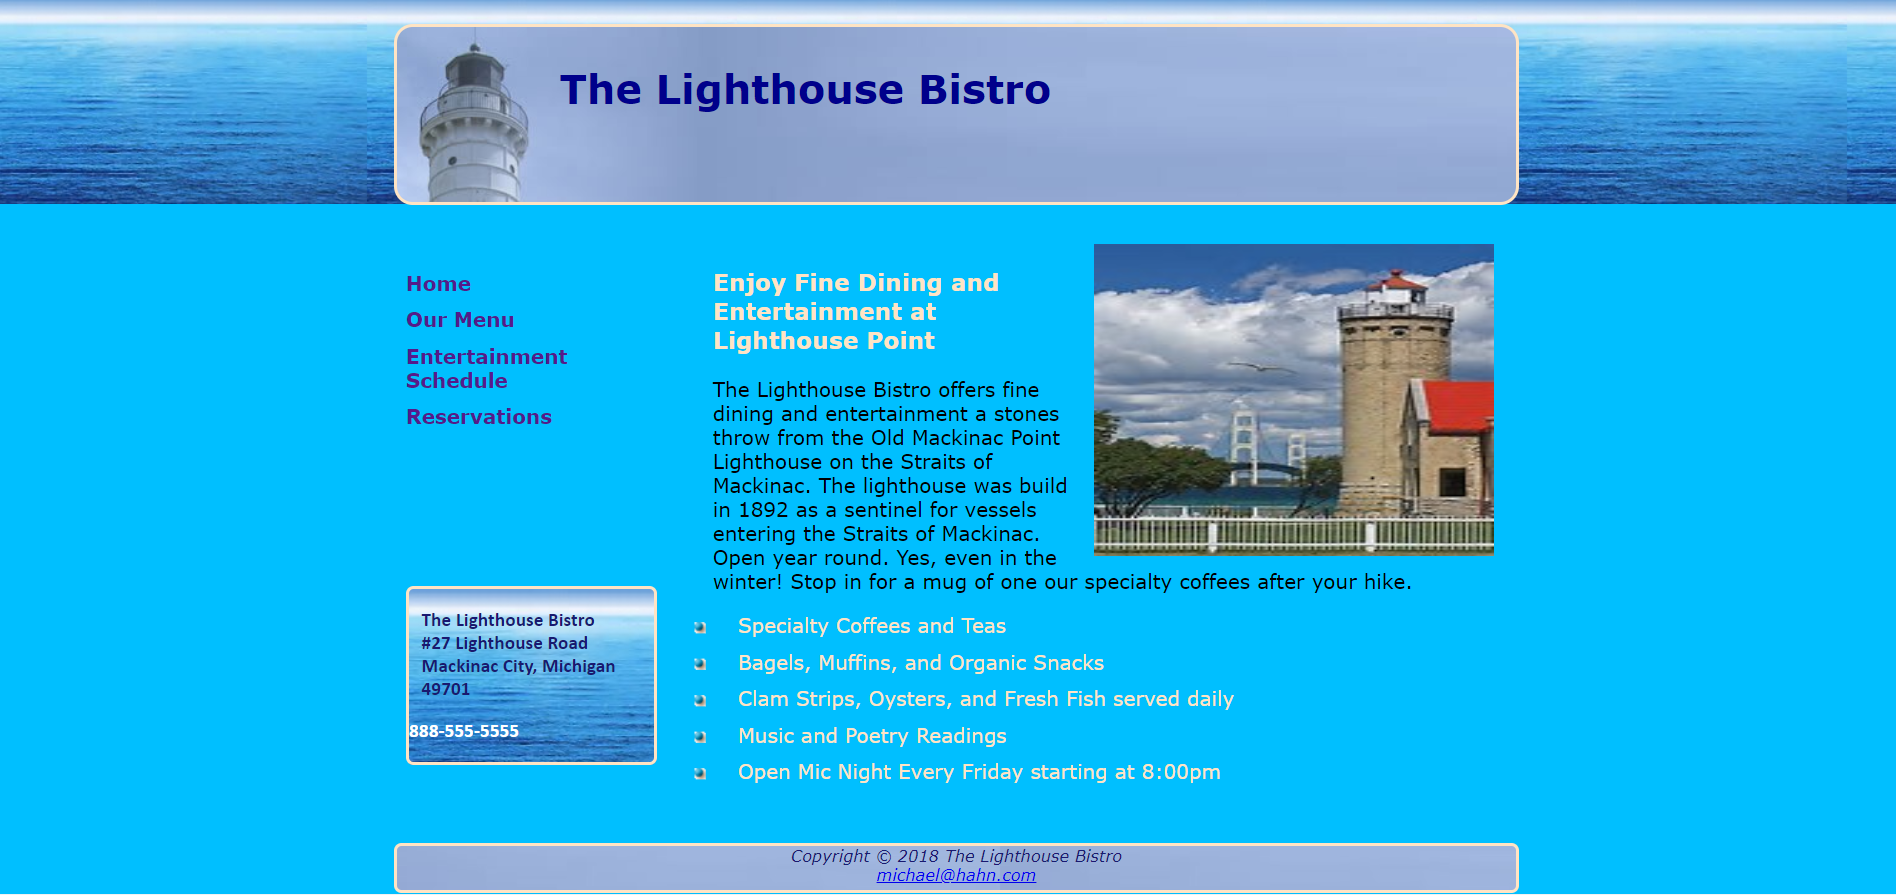 The Lighthouse Bistro
Home
Our Menu
Entertainment
Schedule
Reservations
Enjoy Fine Dining and
Entertainment at
Lighthouse Point
The Lighthouse Bistro offers fine
dining and entertainment a stones
throw from the Old Mackinac Point
Lighthouse on the Straits of
Mackinac. The lighthouse was build
in 1892 as a sentinel for vessels
entering the Straits of Mackinac.
Open year round. Yes, even in the
winter! Stop in for a mug of one our specialty coffees after your hike.
The Lighthouse Bistro
#27 Lighthouse Road
Mackinac City, Michigan
49701
888-555-5555
Specialty Coffees and Teas
Bagels, Muffins, and Organic Snacks
Clam Strips, Oysters, and Fresh Fish served daily
Music and Poetry Readings
Open Mic Night Every Friday starting at 8:00pm
Copyright © 2018 The Lighthouse Bistro
michael@hahn.com